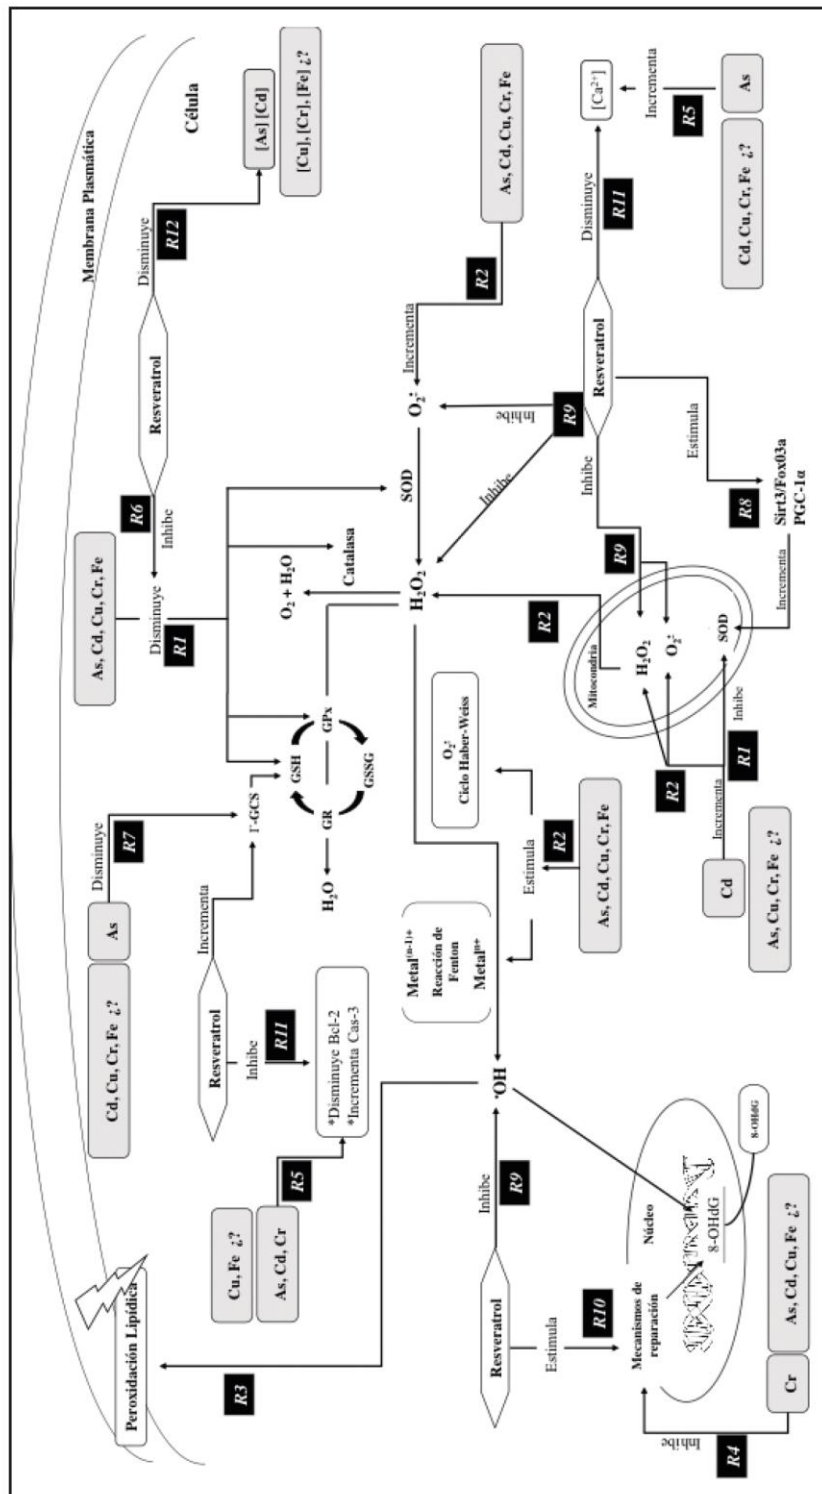 Membrana Plasmática
Célula
Peroxidación Lipídica
R3
Cd, Cu, Cr, Fe ¿?
As
Disminuye
R7
As, Cd, Cu, Cr, Fe
Disminuye
R1
R6
Inhibe
Resveratrol
Disminuye
R12
[As] [Cd]
[Cu], [Cr], [Fe] ¿?
Cu, Fe ¿?
As, Cd, Cr
R5
Resveratrol
Inhibe
R11
Incrementa
*Disminuye Bcl-2
*Incrementa Cas-3
Γ-GCS
GSH
GR
GPx
GSSG
H₂O
O₂ + H₂O
Catalasa
SOD
H₂O₂
O₂⁻̇
Incrementa
R2
As, Cd, Cu, Cr, Fe
˙OH
Metal⁽ⁿ⁻¹⁾⁺
Reacción de
Fenton
Metalⁿ⁺
O₂⁻̇
Ciclo Haber-Weiss
Estimula
R2
As, Cd, Cu, Cr, Fe
R2
Inhibe
Inhibe
R9
Resveratrol
Inhibe
R9
Resveratrol
Inhibe
R9
Disminuye
R11
[Ca²⁺]
Incrementa
R5
As
Cd, Cu, Cr, Fe ¿?
Estimula
R10
Mecanismos de
reparación
Núcleo
8-OHdG
8-OHdG
Inhibe
R4
Cr
As, Cd, Cu, Fe ¿?
Mitocondria
H₂O₂
O₂⁻̇
SOD
R2
Incrementa
R1
Inhibe
Cd
As, Cu, Cr, Fe ¿?
Estimula
R8
Sirt3/Fox03a
PGC-1α
Incrementa